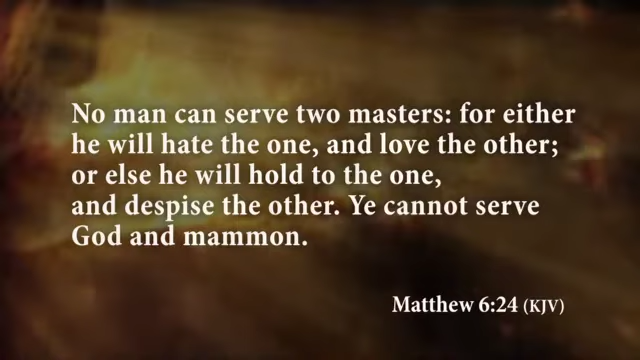 No man can serve two masters: for either
he will hate the one, and love the other;
or else he will hold to the one,
and despise the other. Ye cannot serve
God and mammon.
Matthew 6:24 (KJV)